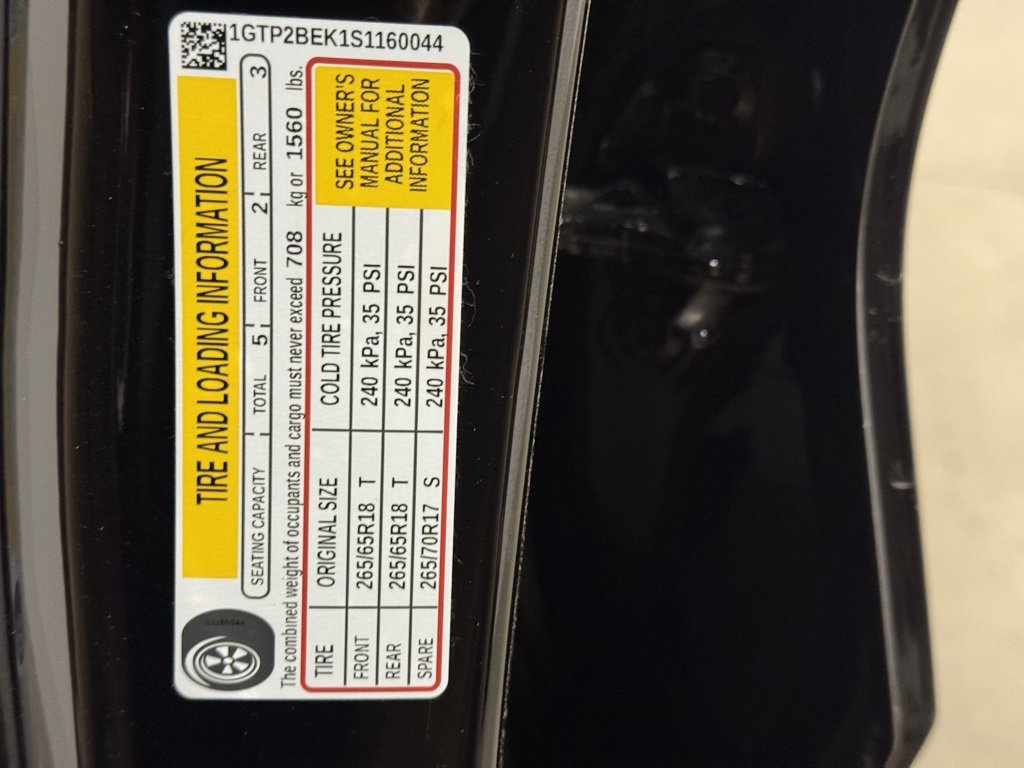 1GTP2BEK1S1160044
TIRE AND LOADING INFORMATION
SEATING CAPACITY TOTAL 5 FRONT 2 REAR 3
The combined weight of occupants and cargo must never exceed 708 kg or 1560 lbs.
TIRE ORIGINAL SIZE COLD TIRE PRESSURE
FRONT 265/65R18 T 240 kPa, 35 PSI
REAR 265/65R18 T 240 kPa, 35 PSI
SPARE 265/70R17 S 240 kPa, 35 PSI
SEE OWNER'S
MANUAL FOR
ADDITIONAL
INFORMATION